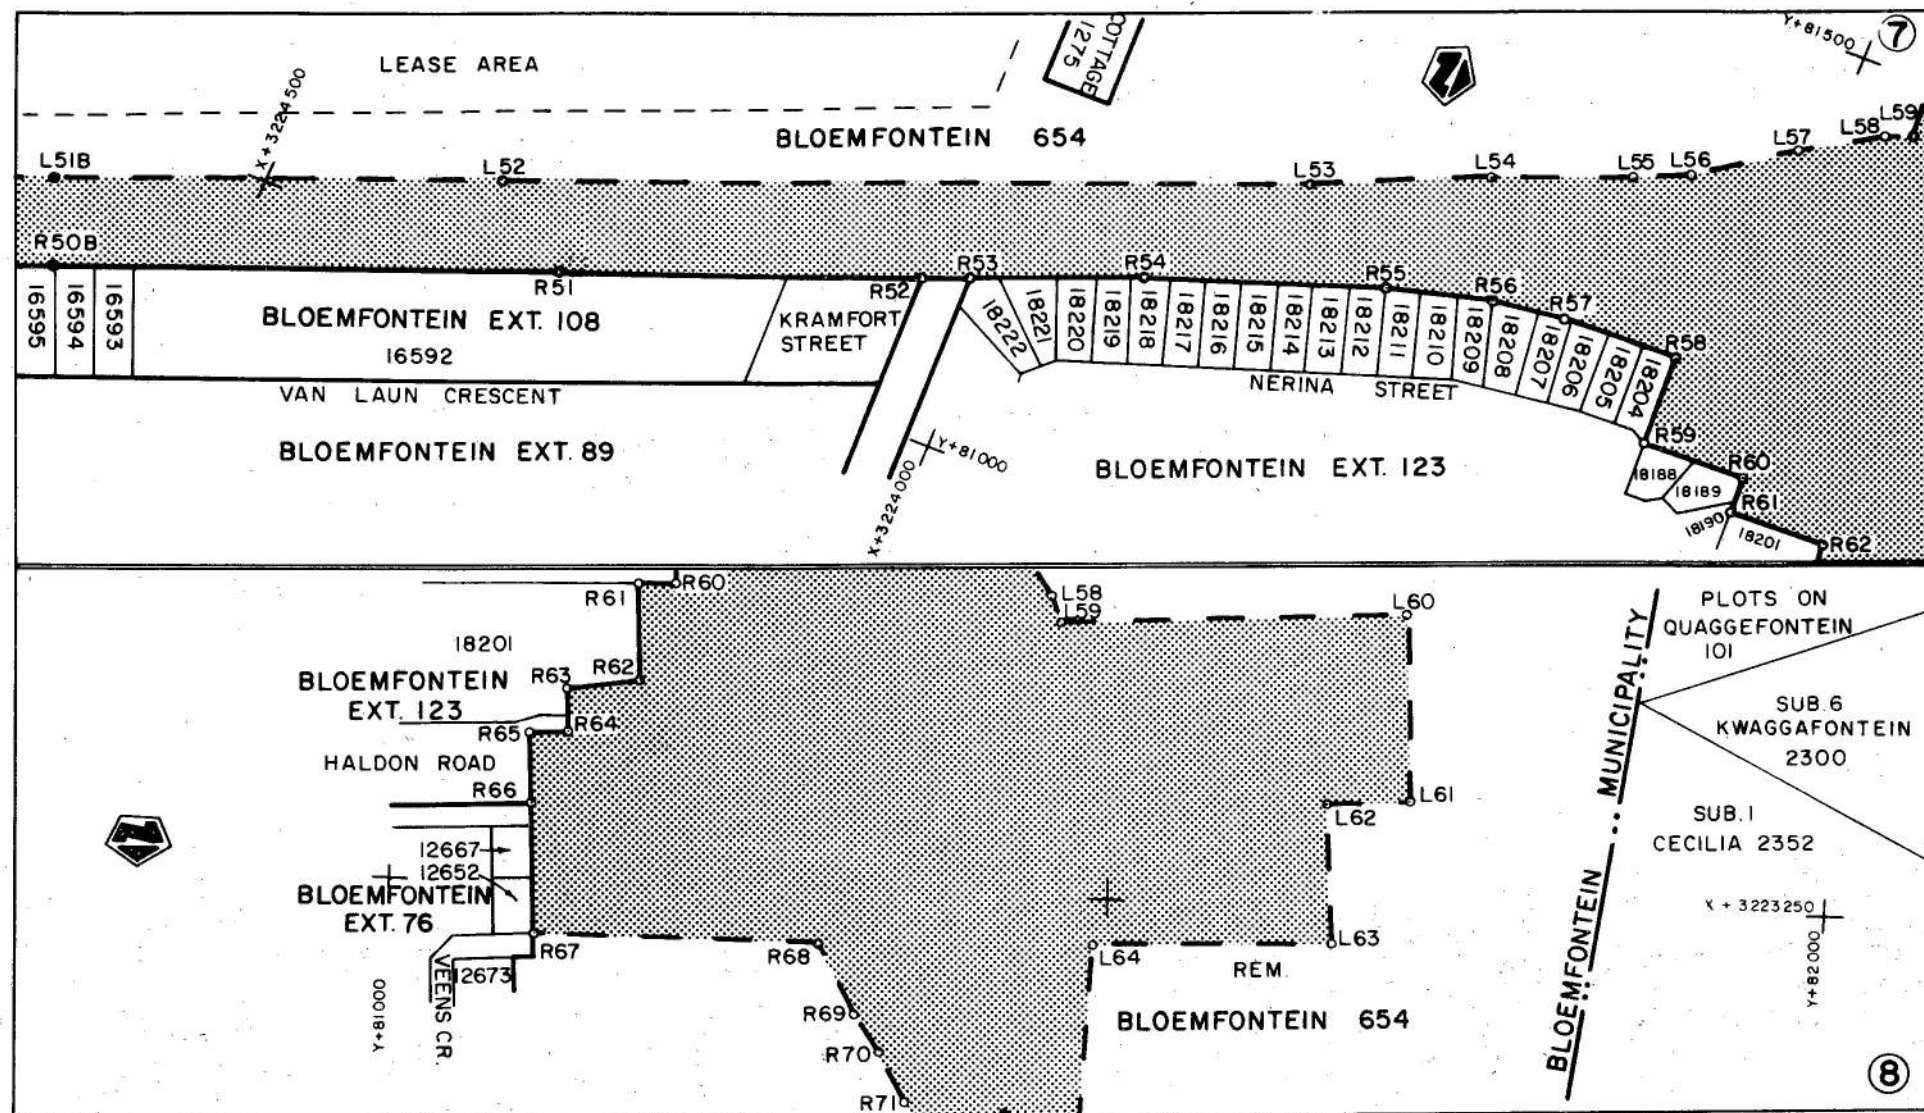 LEASE AREA
COTTAGE
1275
Y+81500
7
X+3224500
BLOEMFONTEIN 654
L51B
L52
L53
L54
L55
L56
L57
L58
L59
R50B
R51
R52
R53
R54
R55
R56
R57
R58
R59
R60
R61
R62
16595
16594
16593
BLOEMFONTEIN EXT. 108
16592
KRAMFORT
STREET
18222
18221
18220
18219
18218
18217
18216
18215
18214
18213
18212
18211
18210
18209
18208
18207
18206
18205
18204
VAN LAUN CRESCENT
NERINA STREET
BLOEMFONTEIN EXT. 89
Y+81000
X+3224000
BLOEMFONTEIN EXT. 123
18188
18189
18190
18201
R61
R60
L58
L59
L60
18201
BLOEMFONTEIN
EXT. 123
R63
R62
R64
R65
HALDON ROAD
R66
12667
12652
BLOEMFONTEIN
EXT. 76
R67
12673
VEENS CR.
Y+81000
R68
R69
R70
R71
L61
L62
L63
L64
REM.
BLOEMFONTEIN 654
BLOEMFONTEIN MUNICIPALITY
PLOTS ON
QUAGGEFONTEIN
101
SUB.6
KWAGGAFONTEIN
2300
SUB.1
CECILIA 2352
X + 3223250
Y+82000
8